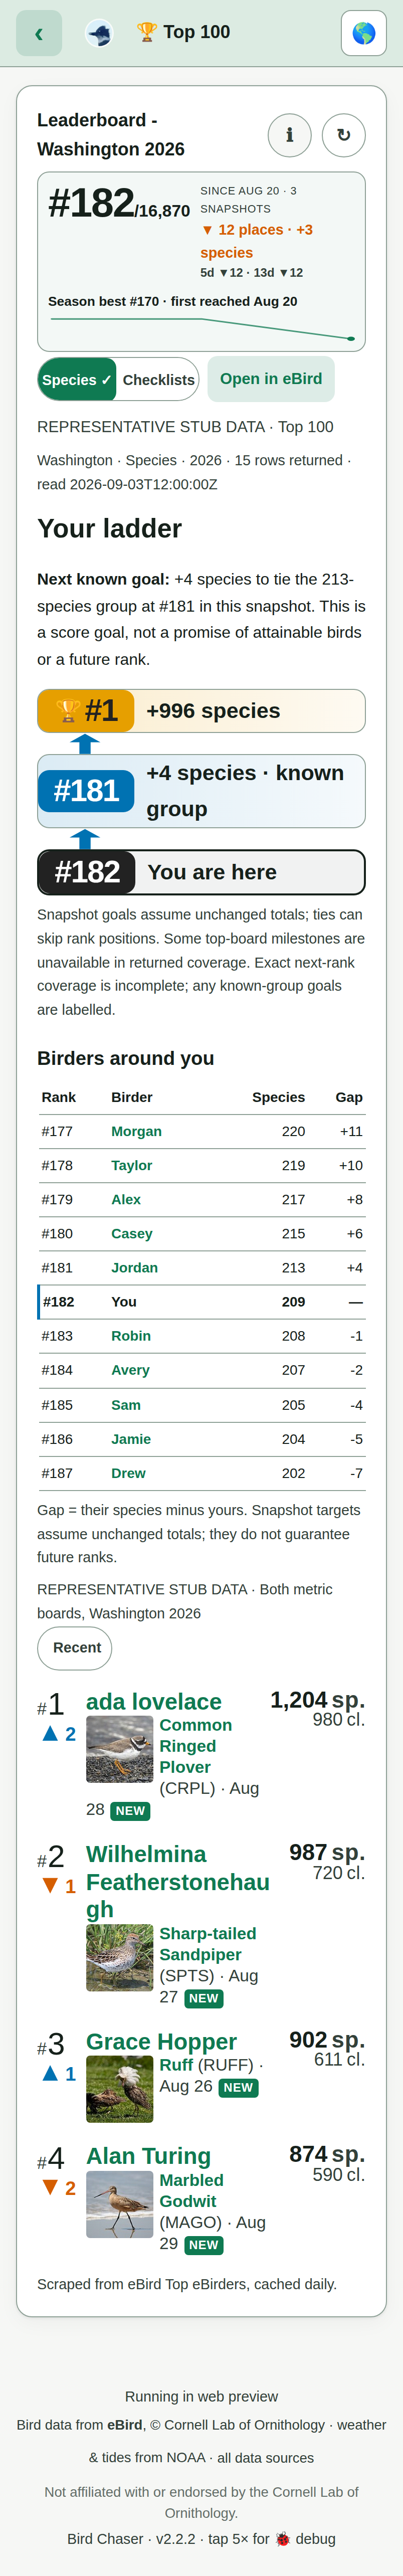 ‹ 🏆 Top 100 🌎
Leaderboard -
Washington 2026
ℹ ↻
#182/16,870
SINCE AUG 20 · 3
SNAPSHOTS
▼ 12 places · +3
species
5d ▼12 · 13d ▼12
Season best #170 · first reached Aug 20
Species ✓ Checklists Open in eBird
REPRESENTATIVE STUB DATA · Top 100
Washington · Species · 2026 · 15 rows returned ·
read 2026-09-03T12:00:00Z
Your ladder
Next known goal: +4 species to tie the 213-
species group at #181 in this snapshot. This is
a score goal, not a promise of attainable birds
or a future rank.
🏆 #1 +996 species
#181 +4 species · known
group
#182 You are here
Snapshot goals assume unchanged totals; ties can
skip rank positions. Some top-board milestones are
unavailable in returned coverage. Exact next-rank
coverage is incomplete; any known-group goals
are labelled.
Birders around you
Rank Birder Species Gap
#177 Morgan 220 +11
#178 Taylor 219 +10
#179 Alex 217 +8
#180 Casey 215 +6
#181 Jordan 213 +4
#182 You 209 —
#183 Robin 208 -1
#184 Avery 207 -2
#185 Sam 205 -4
#186 Jamie 204 -5
#187 Drew 202 -7
Gap = their species minus yours. Snapshot targets
assume unchanged totals; they do not guarantee
future ranks.
REPRESENTATIVE STUB DATA · Both metric
boards, Washington 2026
Recent
#1 ada lovelace 1,204 sp.
▲ 2 Common 980 cl.
Ringed
Plover
(CRPL) · Aug
28 NEW
#2 Wilhelmina 987 sp.
▼ 1 Featherstonehau 720 cl.
gh
Sharp-tailed
Sandpiper
(SPTS) · Aug
27 NEW
#3 Grace Hopper 902 sp.
▲ 1 Ruff (RUFF) · 611 cl.
Aug 26 NEW
#4 Alan Turing 874 sp.
▼ 2 Marbled 590 cl.
Godwit
(MAGO) · Aug
29 NEW
Scraped from eBird Top eBirders, cached daily.
Running in web preview
Bird data from eBird, © Cornell Lab of Ornithology · weather
& tides from NOAA · all data sources
Not affiliated with or endorsed by the Cornell Lab of
Ornithology.
Bird Chaser · v2.2.2 · tap 5× for 🐞 debug